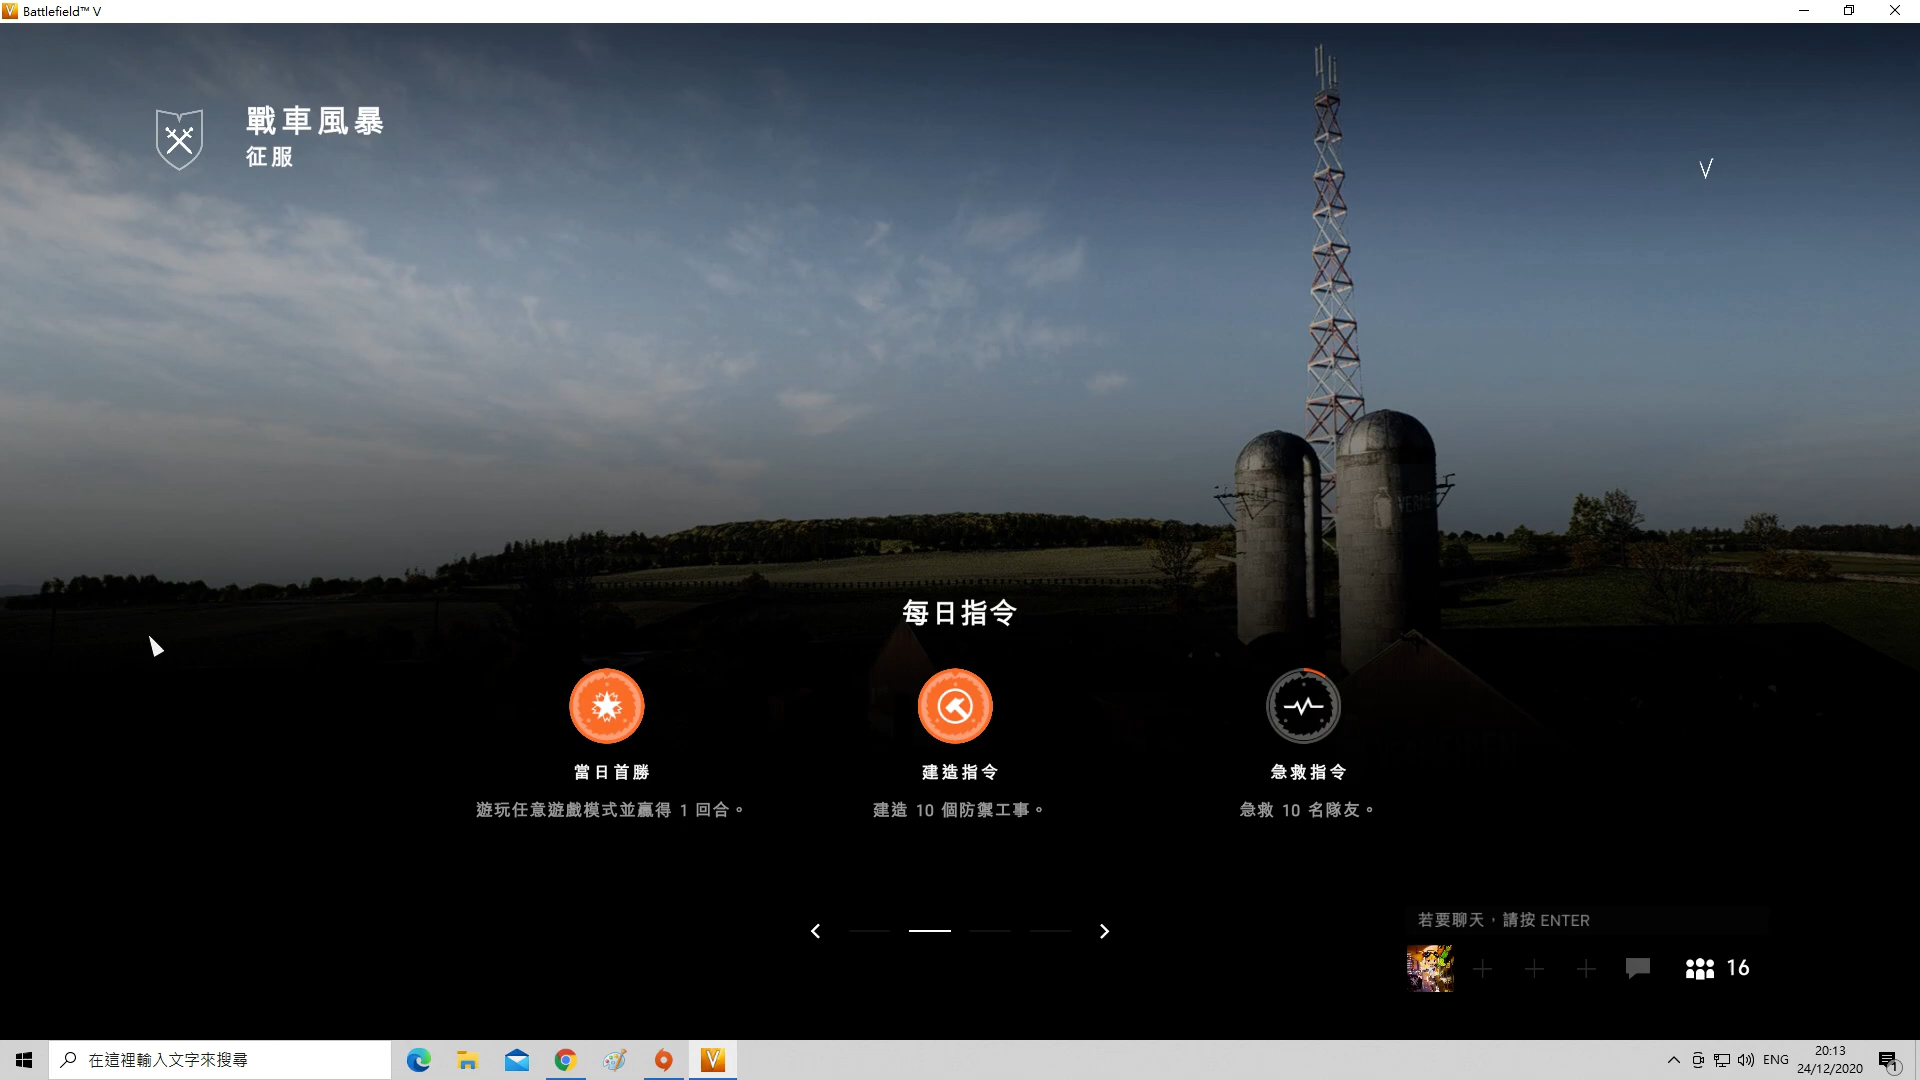 Battlefield™ V
戰車風暴
征服
每日指令
當日首勝
建造指令
急救指令
遊玩任意遊戲模式並贏得 1 回合。
建造 10 個防禦工事。
急救 10 名隊友。
若要聊天，請按 ENTER
16
在這裡輸入文字來搜尋
ENG
20:13
24/12/2020
1